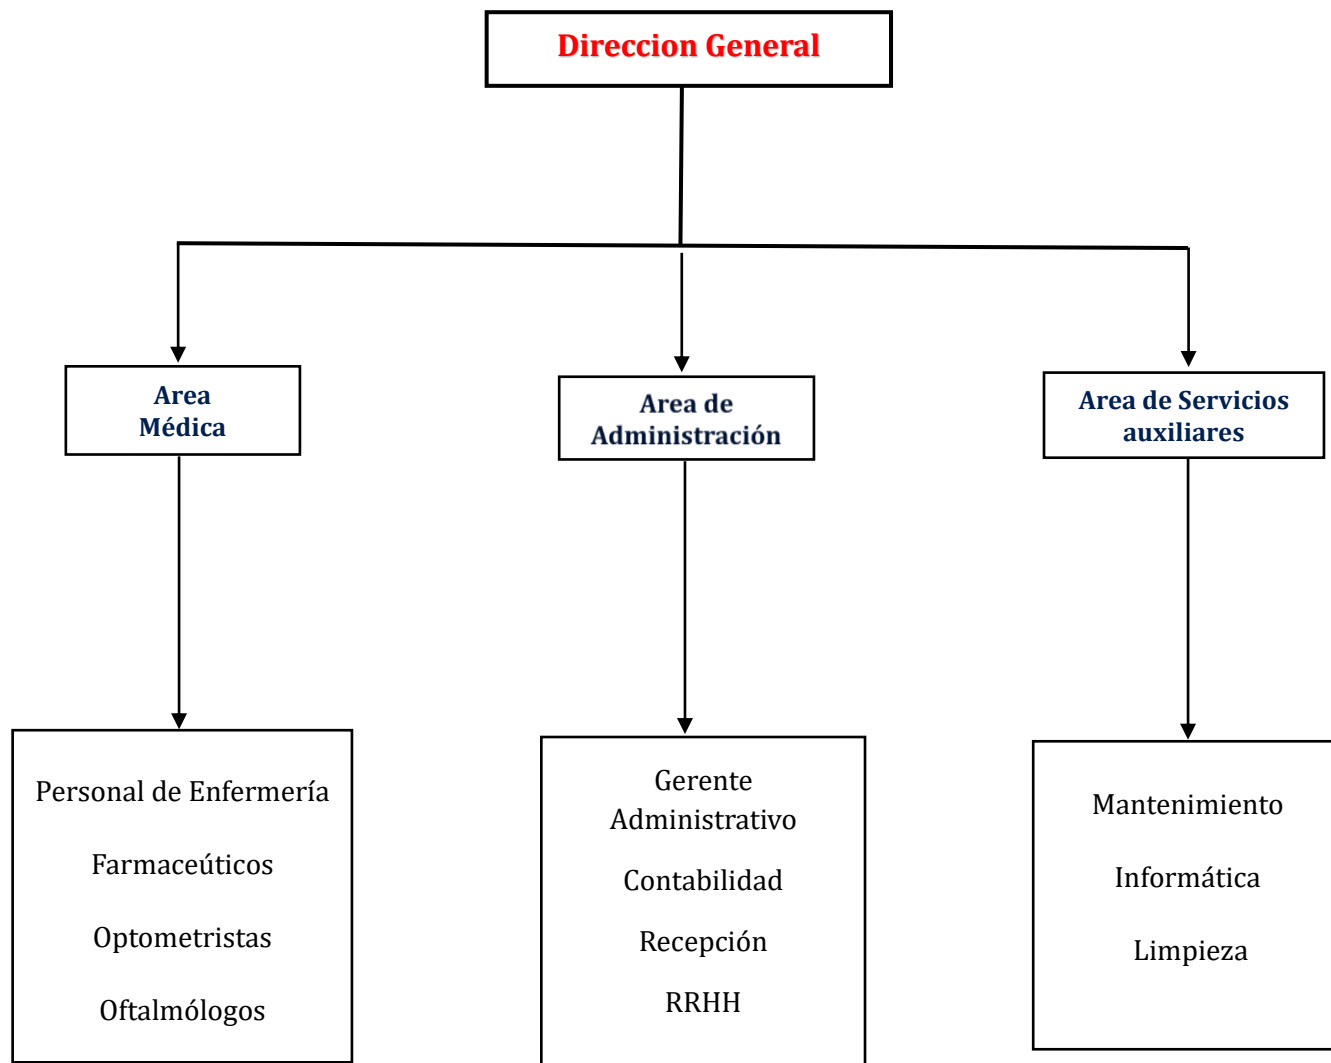 Direccion General
Area
Médica
Area de
Administración
Area de Servicios
auxiliares
Personal de Enfermería
Farmaceúticos
Optometristas
Oftalmólogos
Gerente
Administrativo
Contabilidad
Recepción
RRHH
Mantenimiento
Informática
Limpieza